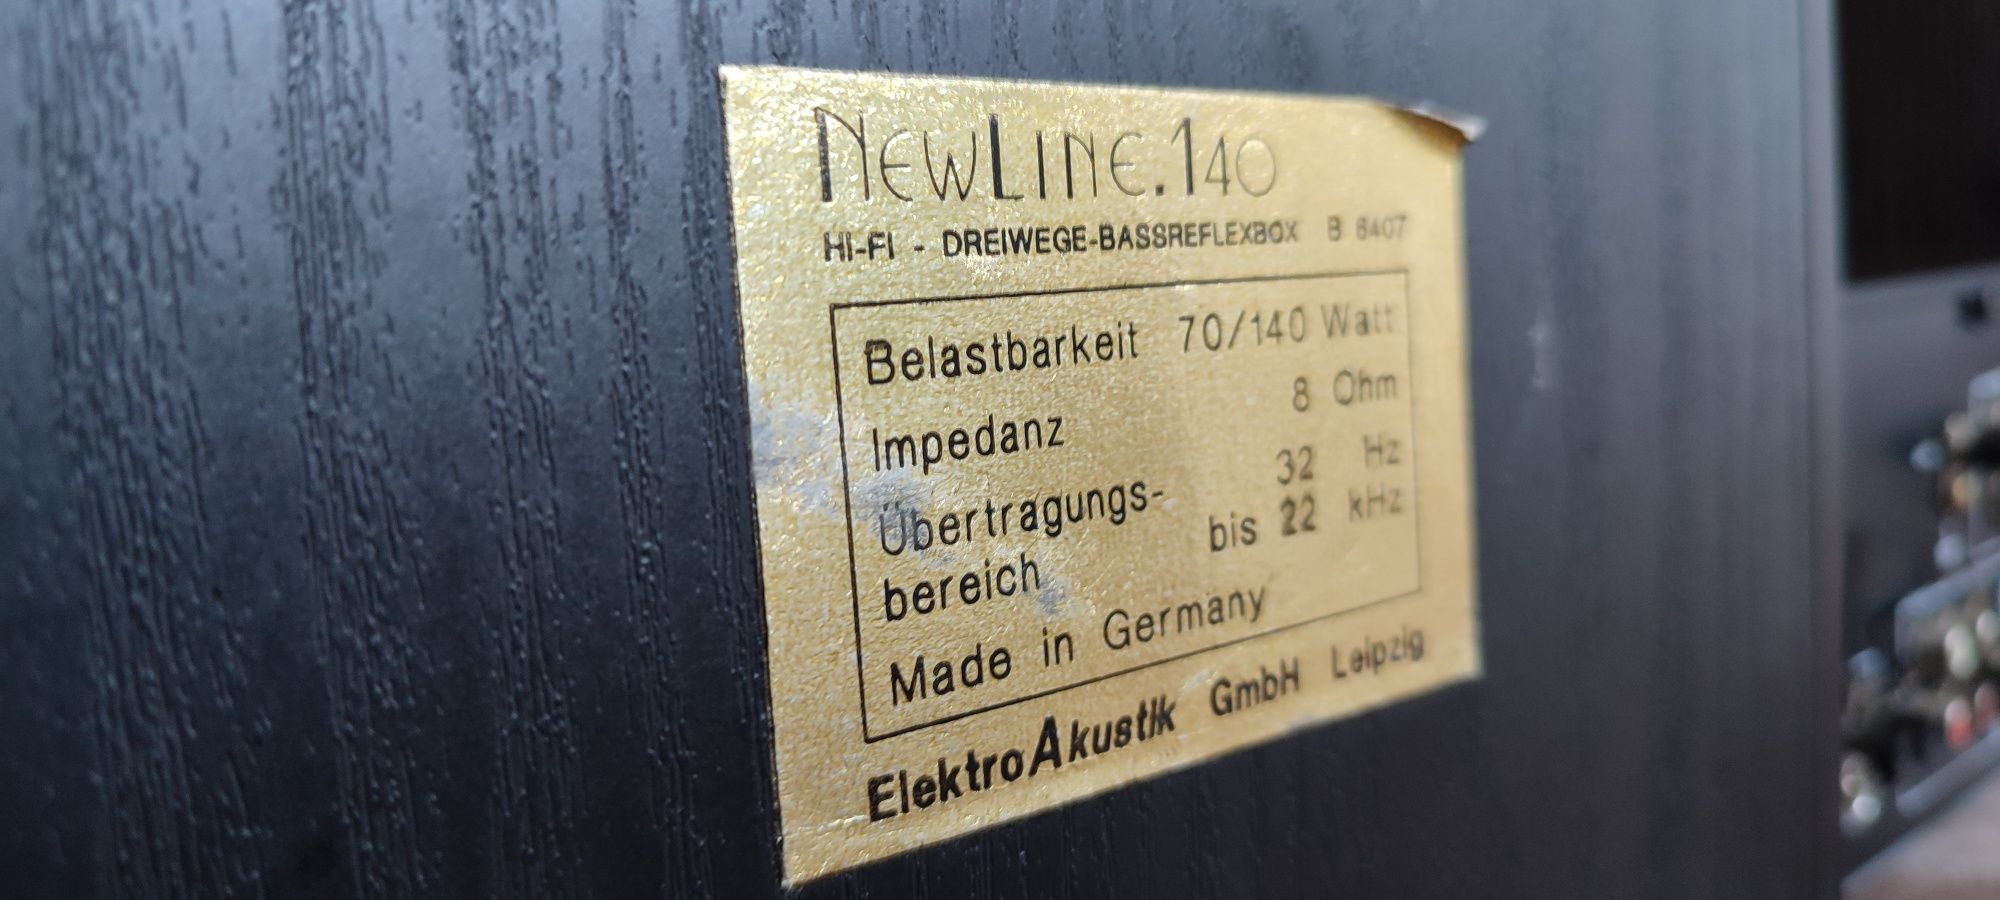 NEWLINE.140
HI-FI - DREIWEGE-BASSREFLEXBOX B 6407
Belastbarkeit 70/140 Watt
Impedanz 8 Ohm
Übertragungs- 32 Hz
bereich bis 22 kHz
Made in Germany
ElektroAkustik GmbH Leipzig